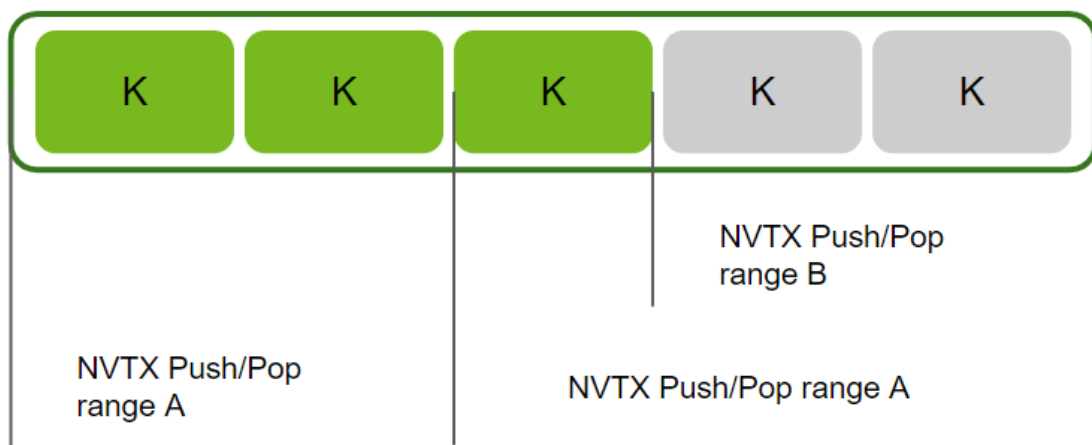 K K K K K
NVTX Push/Pop
range B
NVTX Push/Pop
range A
NVTX Push/Pop range A